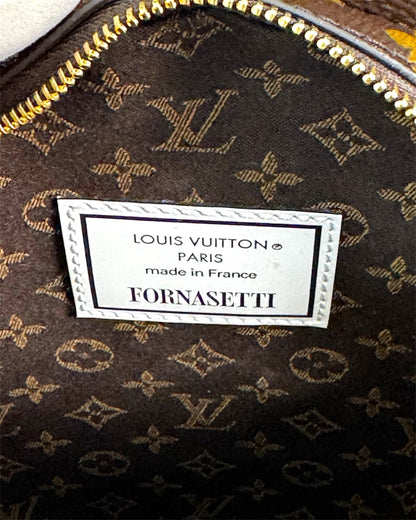 LOUIS VUITTON®
PARIS
made in France
FORNASETTI